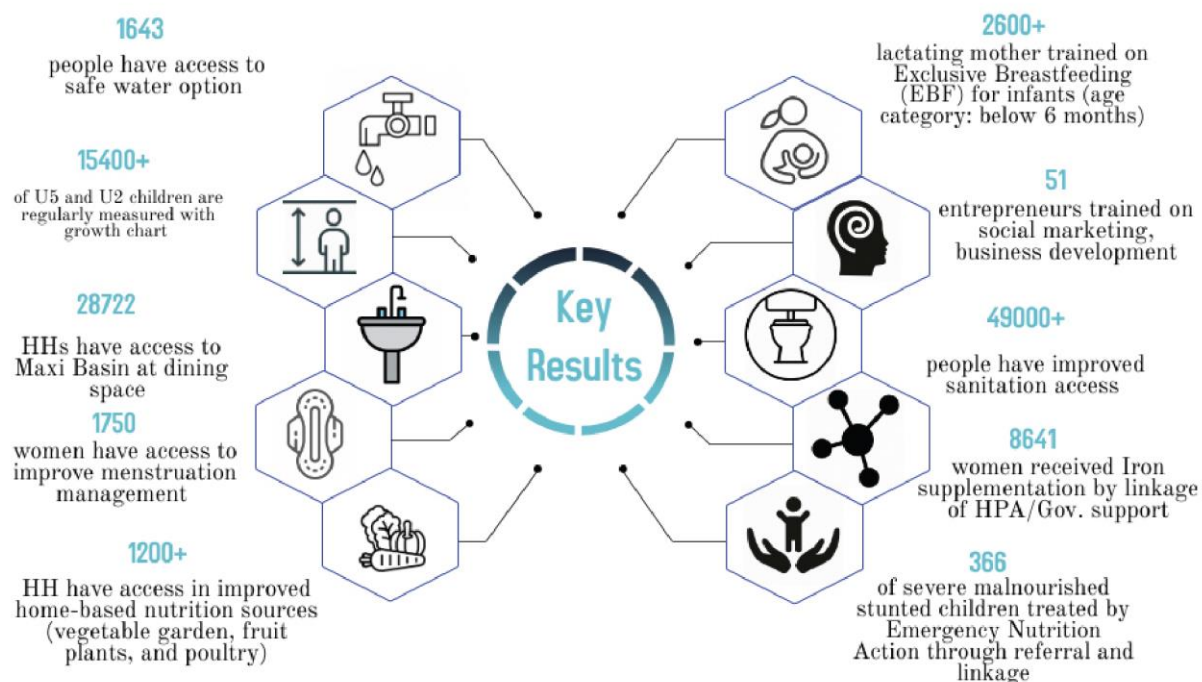 1643
people have access to
safe water option
15400+
of U5 and U2 children are
regularly measured with
growth chart
28722
HHs have access to
Maxi Basin at dining
space
1750
women have access to
improve menstruation
management
1200+
HH have access in improved
home-based nutrition sources
(vegetable garden, fruit
plants, and poultry)
Key
Results
2600+
lactating mother trained on
Exclusive Breastfeeding
(EBF) for infants (age
category: below 6 months)
51
entrepreneurs trained on
social marketing,
business development
49000+
people have improved
sanitation access
8641
women received Iron
supplementation by linkage
of HPA/Gov. support
366
of severe malnourished
stunted children treated by
Emergency Nutrition
Action through referral and
linkage